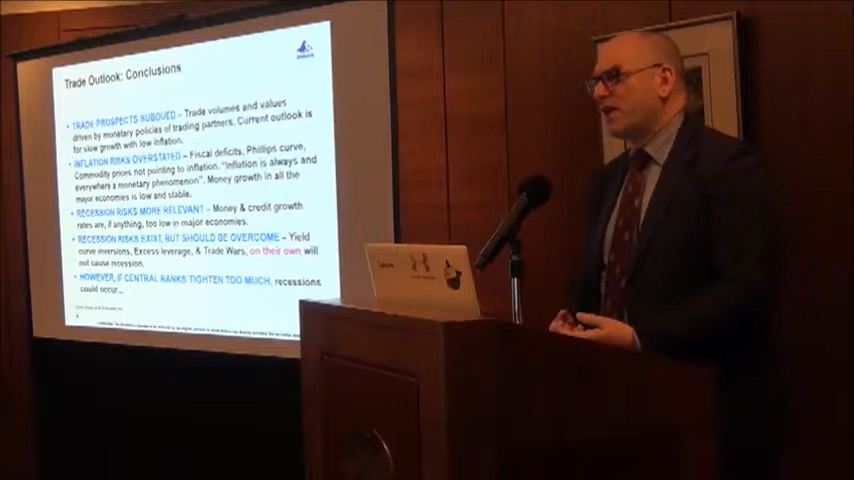 Trade Outlook: Conclusions
• TRADE PROSPECTS SUBDUED – Trade volumes and values
driven by monetary policies of trading partners. Current outlook is
for slow growth with low inflation.
• INFLATION RISKS OVERSTATED – Fiscal deficits, Phillips curve,
Commodity prices not pointing to inflation. "Inflation is always and
everywhere a monetary phenomenon". Money growth in all the
major economies is low and stable.
• RECESSION RISKS MORE RELEVANT – Money & credit growth
rates are, if anything, too low in major economies.
• RECESSION RISKS EXIST, BUT SHOULD BE OVERCOME – Yield
curve inversions, Excess leverage, & Trade Wars, on their own will
not cause recession.
• HOWEVER, IF CENTRAL BANKS TIGHTEN TOO MUCH, recessions
could occur...